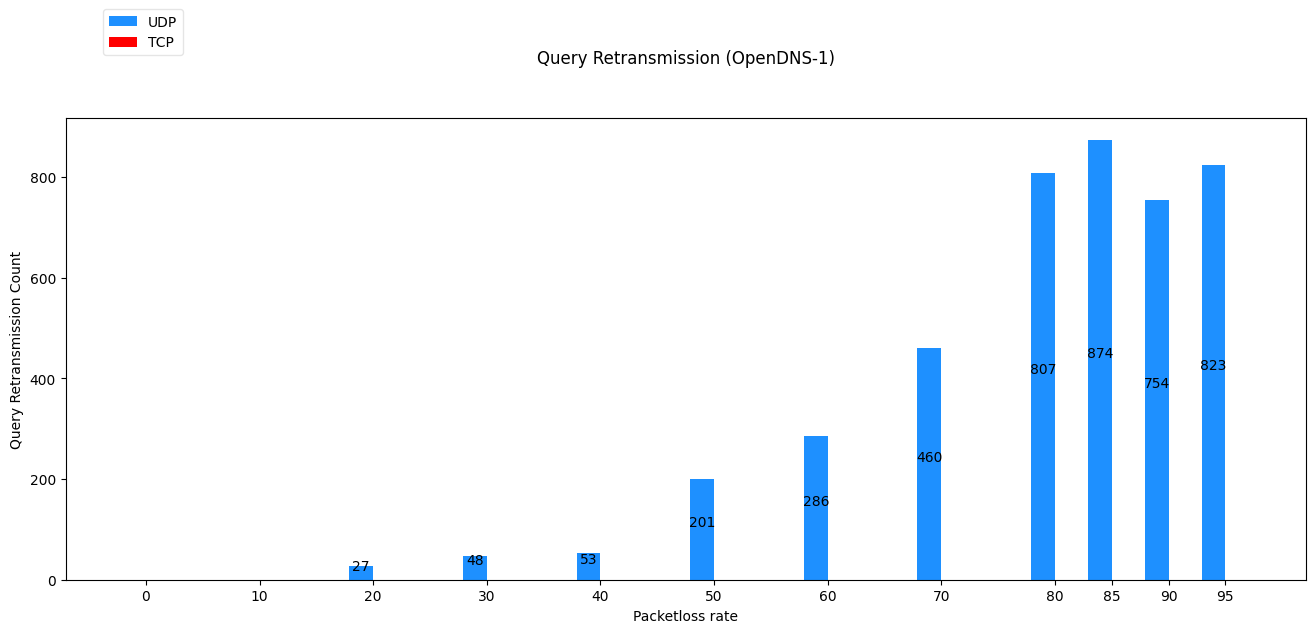 UDP
TCP
Query Retransmission (OpenDNS-1)
Query Retransmission Count
800
600
400
200
0
27
48
53
201
286
460
807
874
754
823
0 10 20 30 40 50 60 70 80 85 90 95
Packetloss rate